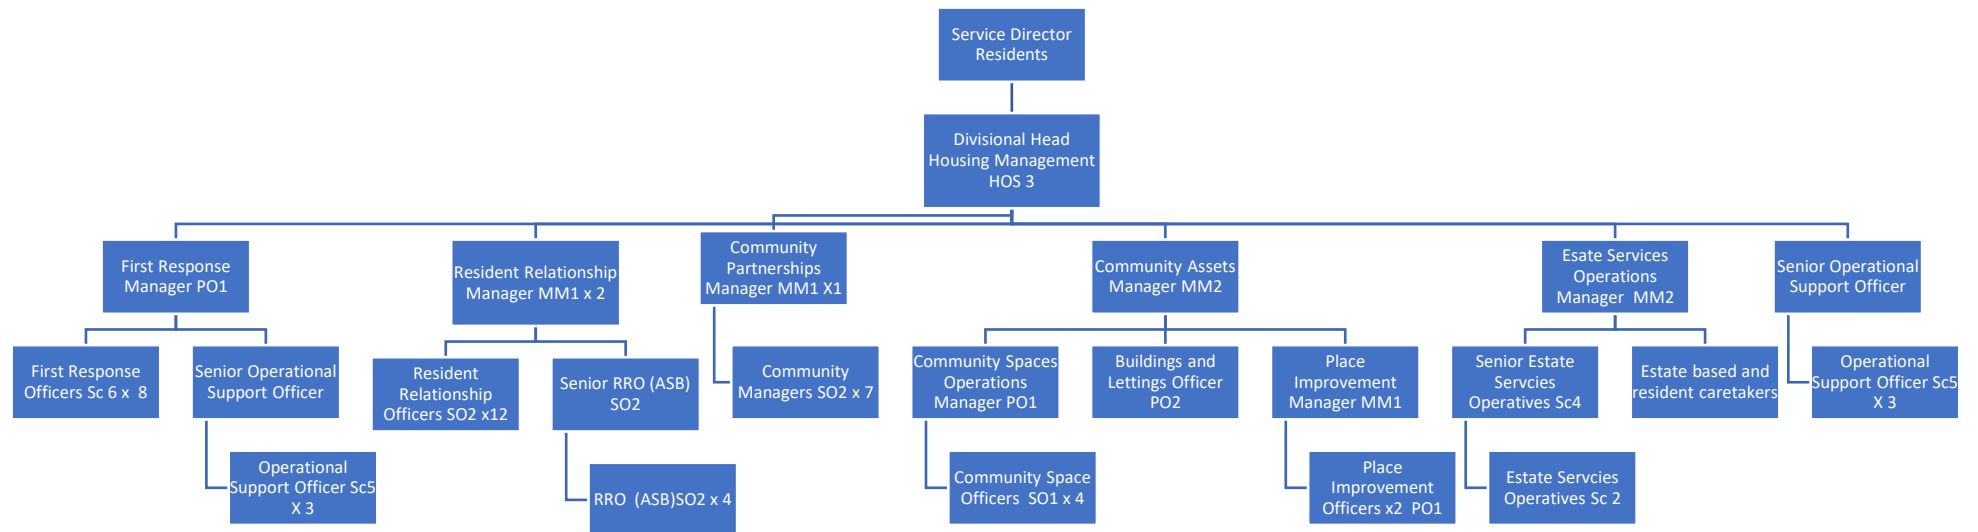 Service Director
Residents
Divisional Head
Housing Management
HOS 3
First Response
Manager PO1
Resident Relationship
Manager MM1 x 2
Community
Partnerships
Manager MM1 X1
Community Assets
Manager MM2
Esate Services
Operations
Manager  MM2
Senior Operational
Support Officer
First Response
Officers Sc 6 x  8
Senior Operational
Support Officer
Resident
Relationship
Officers SO2 x12
Senior RRO (ASB)
SO2
Community
Managers SO2 x 7
Community Spaces
Operations
Manager PO1
Buildings and
Lettings Officer
PO2
Place
Improvement
Manager MM1
Senior Estate
Servcies
Operatives Sc4
Estate based and
resident caretakers
Operational
Support Officer Sc5
X 3
Operational
Support Officer Sc5
X 3
RRO  (ASB)SO2 x 4
Community Space
Officers  SO1 x 4
Place
Improvement
Officers x2  PO1
Estate Servcies
Operatives Sc 2